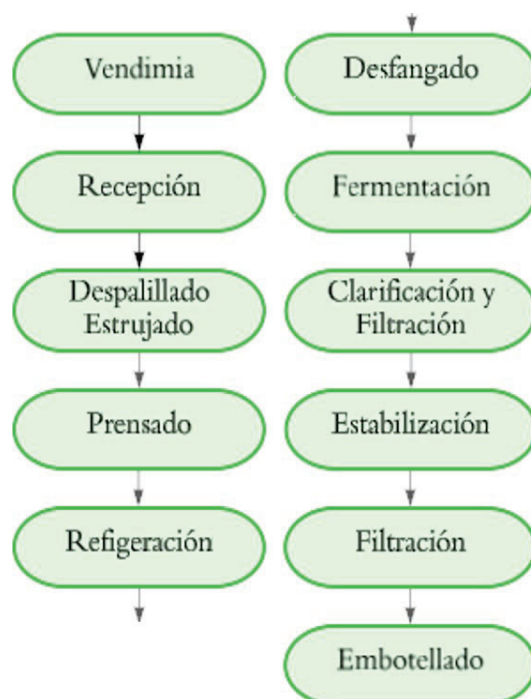 Vendimia
Recepción
Despalillado
Estrujado
Prensado
Refigeración
Desfangado
Fermentación
Clarificación y
Filtración
Estabilización
Filtración
Embotellado